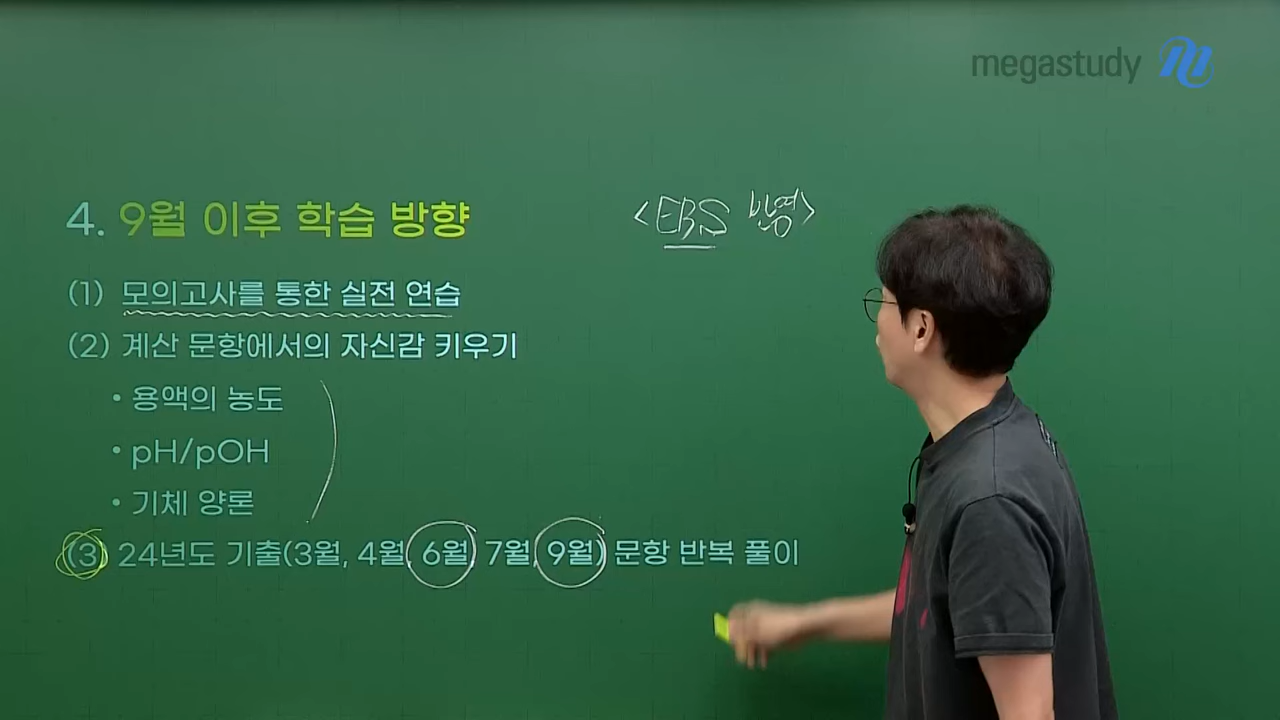 megastudy
4. 9월 이후 학습 방향
<EBS 반영>
(1) 모의고사를 통한 실전 연습
(2) 계산 문항에서의 자신감 키우기
• 용액의 농도
• pH/pOH
• 기체 양론
(3) 24년도 기출(3월, 4월, 6월, 7월, 9월) 문항 반복 풀이